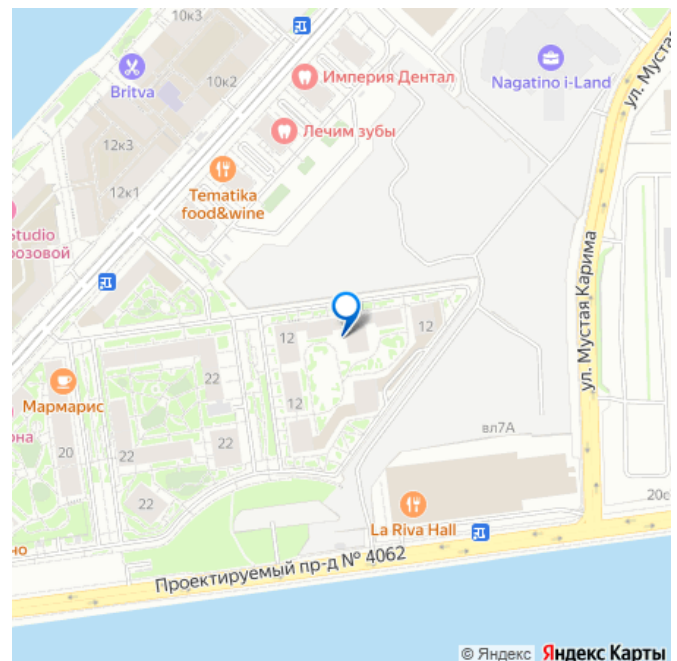 10к3
10к2
Britva
Империя Дентал
Nagatino i-Land
ул. Мустая
Лечим зубы
12к3
12к1
Tematika
food&wine
Studio
розовой
ул. Мустая Карима
12
12
12
22
22
22
22
Мармарис
20
она
вл7А
La Riva Hall
20с
но
Проектируемый пр-д № 4062
© Яндекс Яндекс Карты